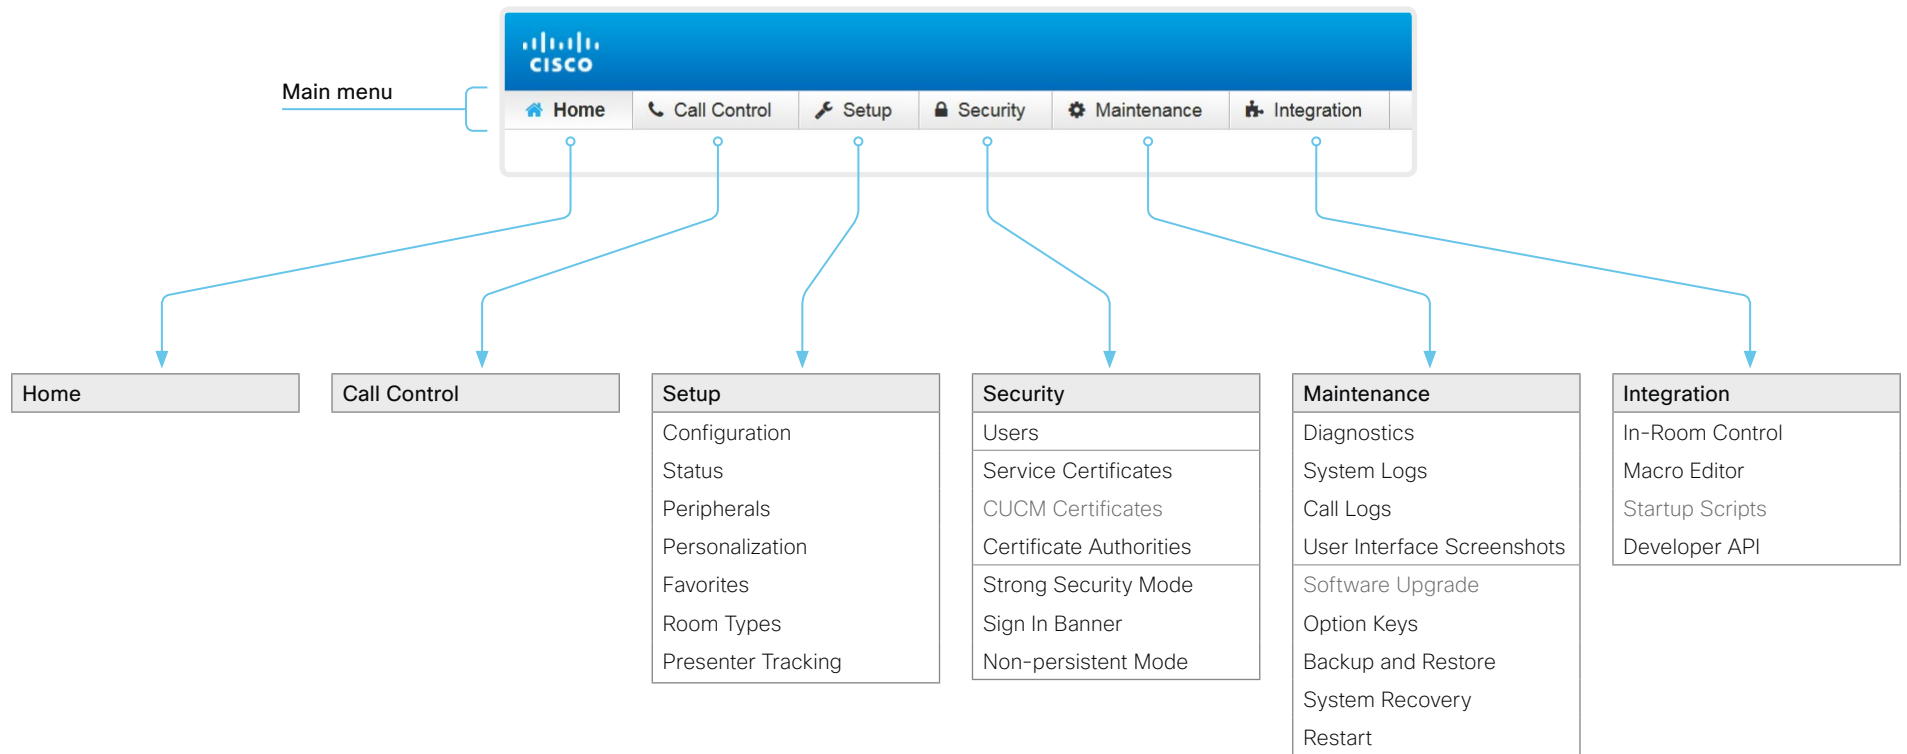 CISCO
Main menu
Home
Call Control
Setup
Security
Maintenance
Integration
Home
Call Control
Setup
Configuration
Status
Peripherals
Personalization
Favorites
Room Types
Presenter Tracking
Security
Users
Service Certificates
CUCM Certificates
Certificate Authorities
Strong Security Mode
Sign In Banner
Non-persistent Mode
Maintenance
Diagnostics
System Logs
Call Logs
User Interface Screenshots
Software Upgrade
Option Keys
Backup and Restore
System Recovery
Restart
Integration
In-Room Control
Macro Editor
Startup Scripts
Developer API